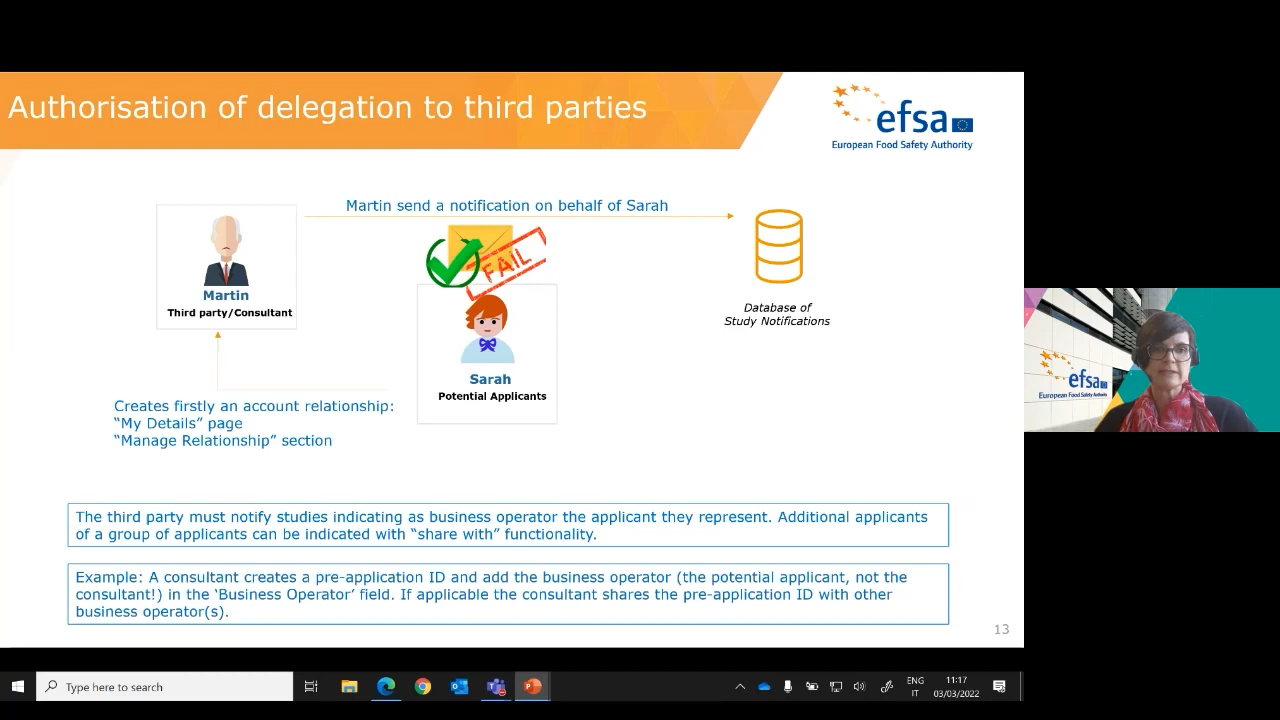 Authorisation of delegation to third parties
efsa
European Food Safety Authority
Martin send a notification on behalf of Sarah
FAIL
Martin
Third party/Consultant
Database of
Study Notifications
Sarah
Potential Applicants
Creates firstly an account relationship:
“My Details” page
“Manage Relationship” section
efsa
European Food Safety Authority
The third party must notify studies indicating as business operator the applicant they represent. Additional applicants
of a group of applicants can be indicated with “share with” functionality.
Example: A consultant creates a pre-application ID and add the business operator (the potential applicant, not the
consultant!) in the ‘Business Operator’ field. If applicable the consultant shares the pre-application ID with other
business operator(s).
13
Type here to search
ENG
IT
11:17
03/03/2022